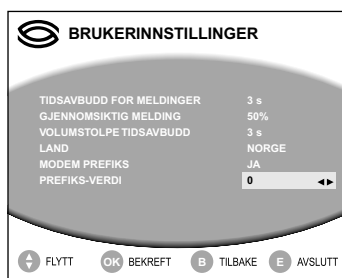 BRUKERINNSTILLINGER
TIDSAVBUDD FOR MELDINGER 3 s
GJENNOMSIKTIG MELDING 50%
VOLUMSTOLPE TIDSAVBUDD 3 s
LAND NORGE
MODEM PREFIKS JA
PREFIKS-VERDI 0
FLYTT OK BEKREFT B TILBAKE E AVSLUTT